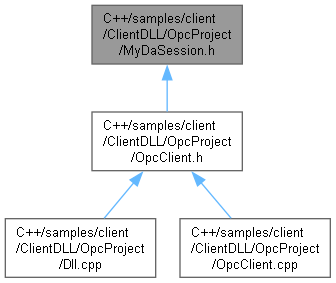 C++/samples/client
/ClientDLL/OpcProject
/MyDaSession.h
C++/samples/client
/ClientDLL/OpcProject
/OpcClient.h
C++/samples/client
/ClientDLL/OpcProject
/Dll.cpp
C++/samples/client
/ClientDLL/OpcProject
/OpcClient.cpp